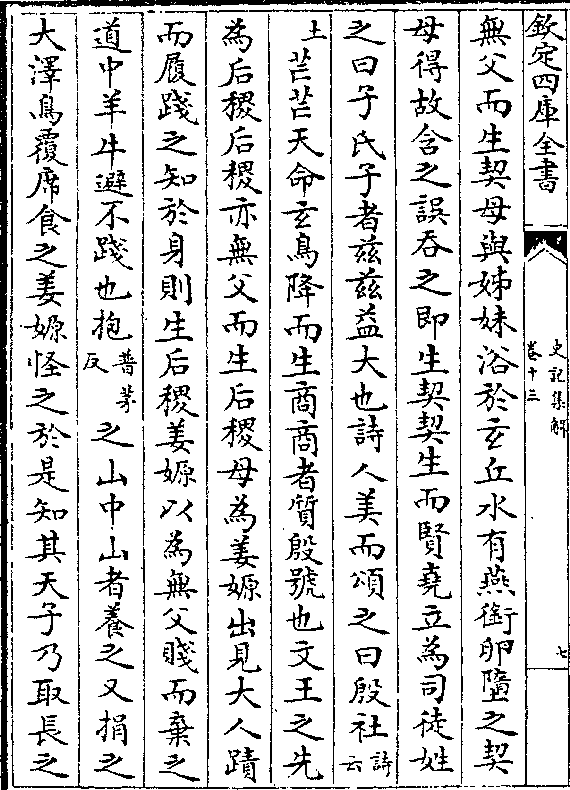 欽定四庫全書
史記集解
卷十三
七
無父而生契母與姊妹浴於玄丘水有燕銜卵墮之契
母得故含之誤吞之即生契契生而賢堯立為司徒姓
之曰子氏子者兹兹益大也詩人美而頌之曰殷社詩云
土芒芒天命玄鳥降而生商商者質殷號也文王之先
為后稷后稷亦無父而生后稷母為姜嫄出見大人蹟
而履踐之知於身則生后稷姜嫄以為無父賤而棄之
道中羊牛避不踐也抱普茅反之山中山者養之又捐之
大澤鳥覆席食之姜嫄怪之於是知其天子乃取長之